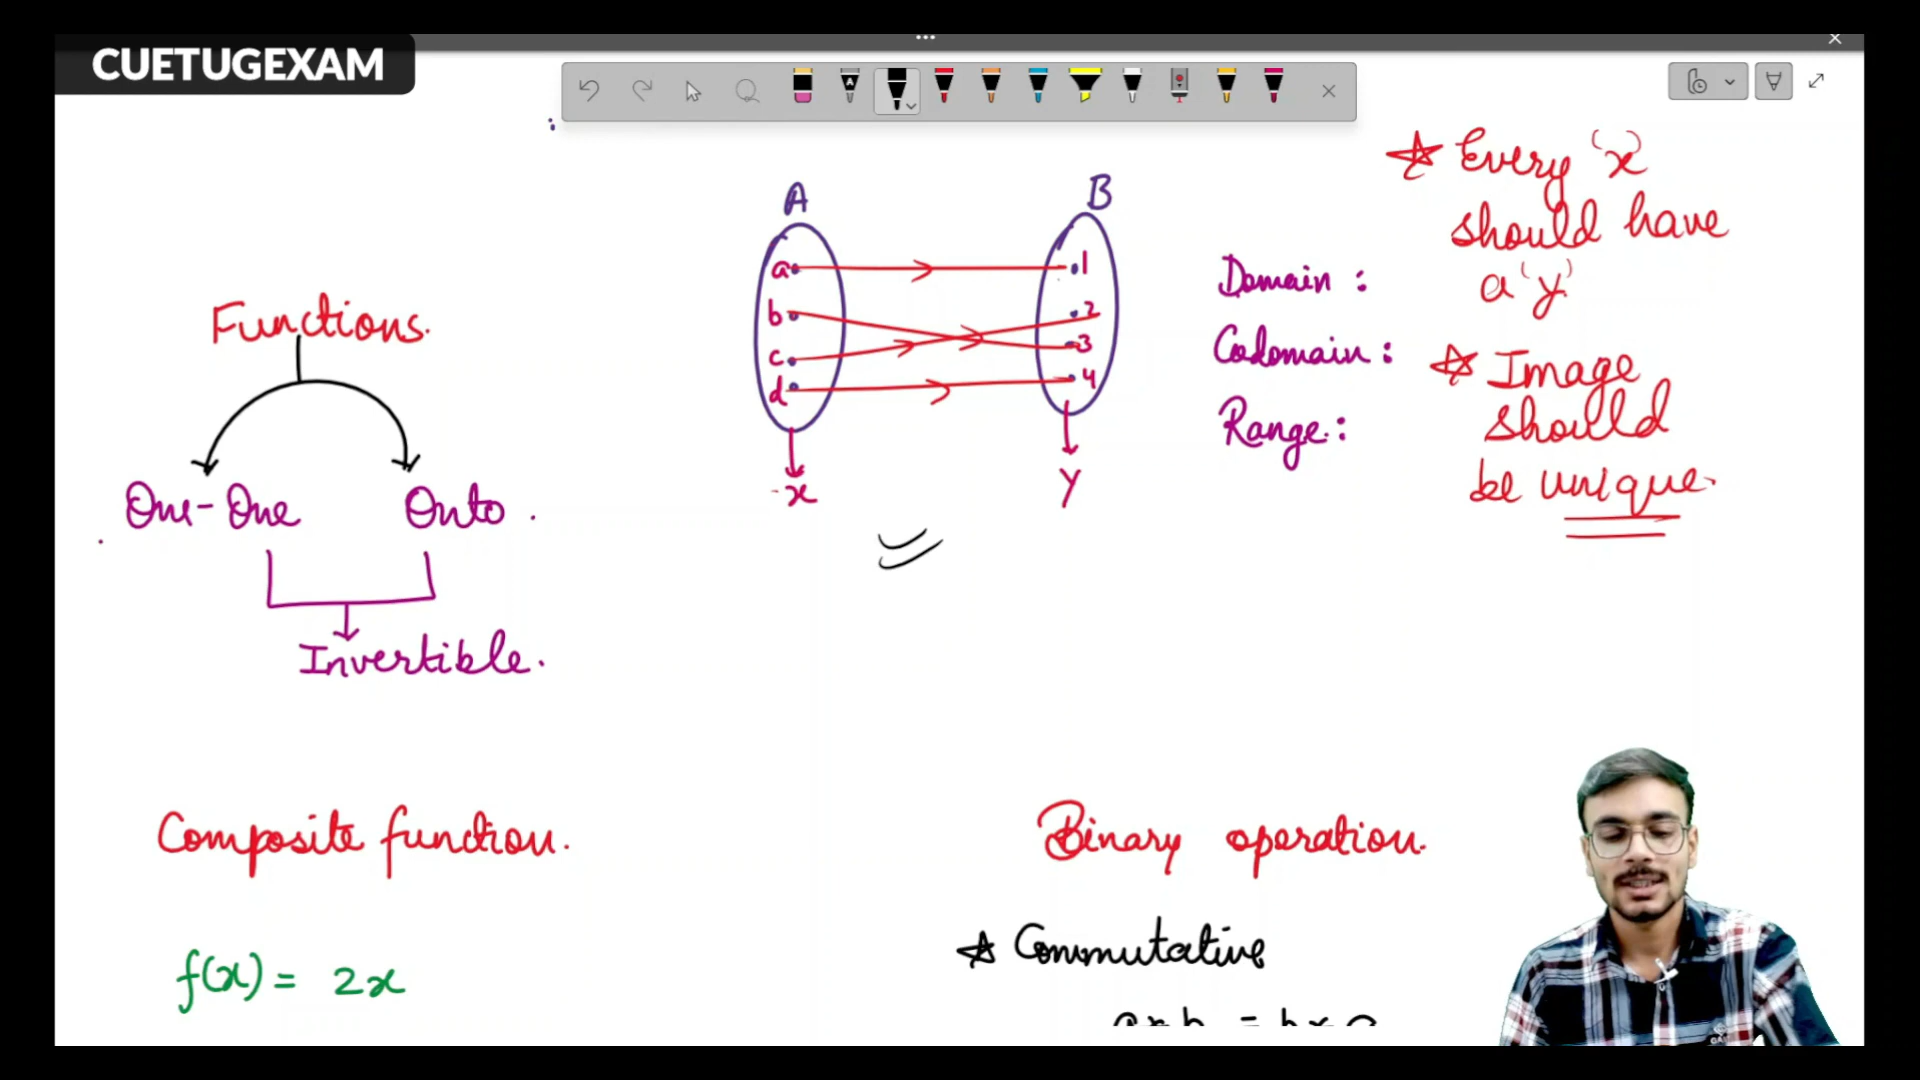 CUETUGEXAM
A
B
★ Every 'x'
should have
a 'y'
a
1
b
2
c
3
d
4
x
y
Domain :
Codomain :
Range :
★ Image
should
be unique.
Functions.
One-One
Onto.
Invertible.
Composite function.
Binary operation.
f(x) = 2x
★ Commutative